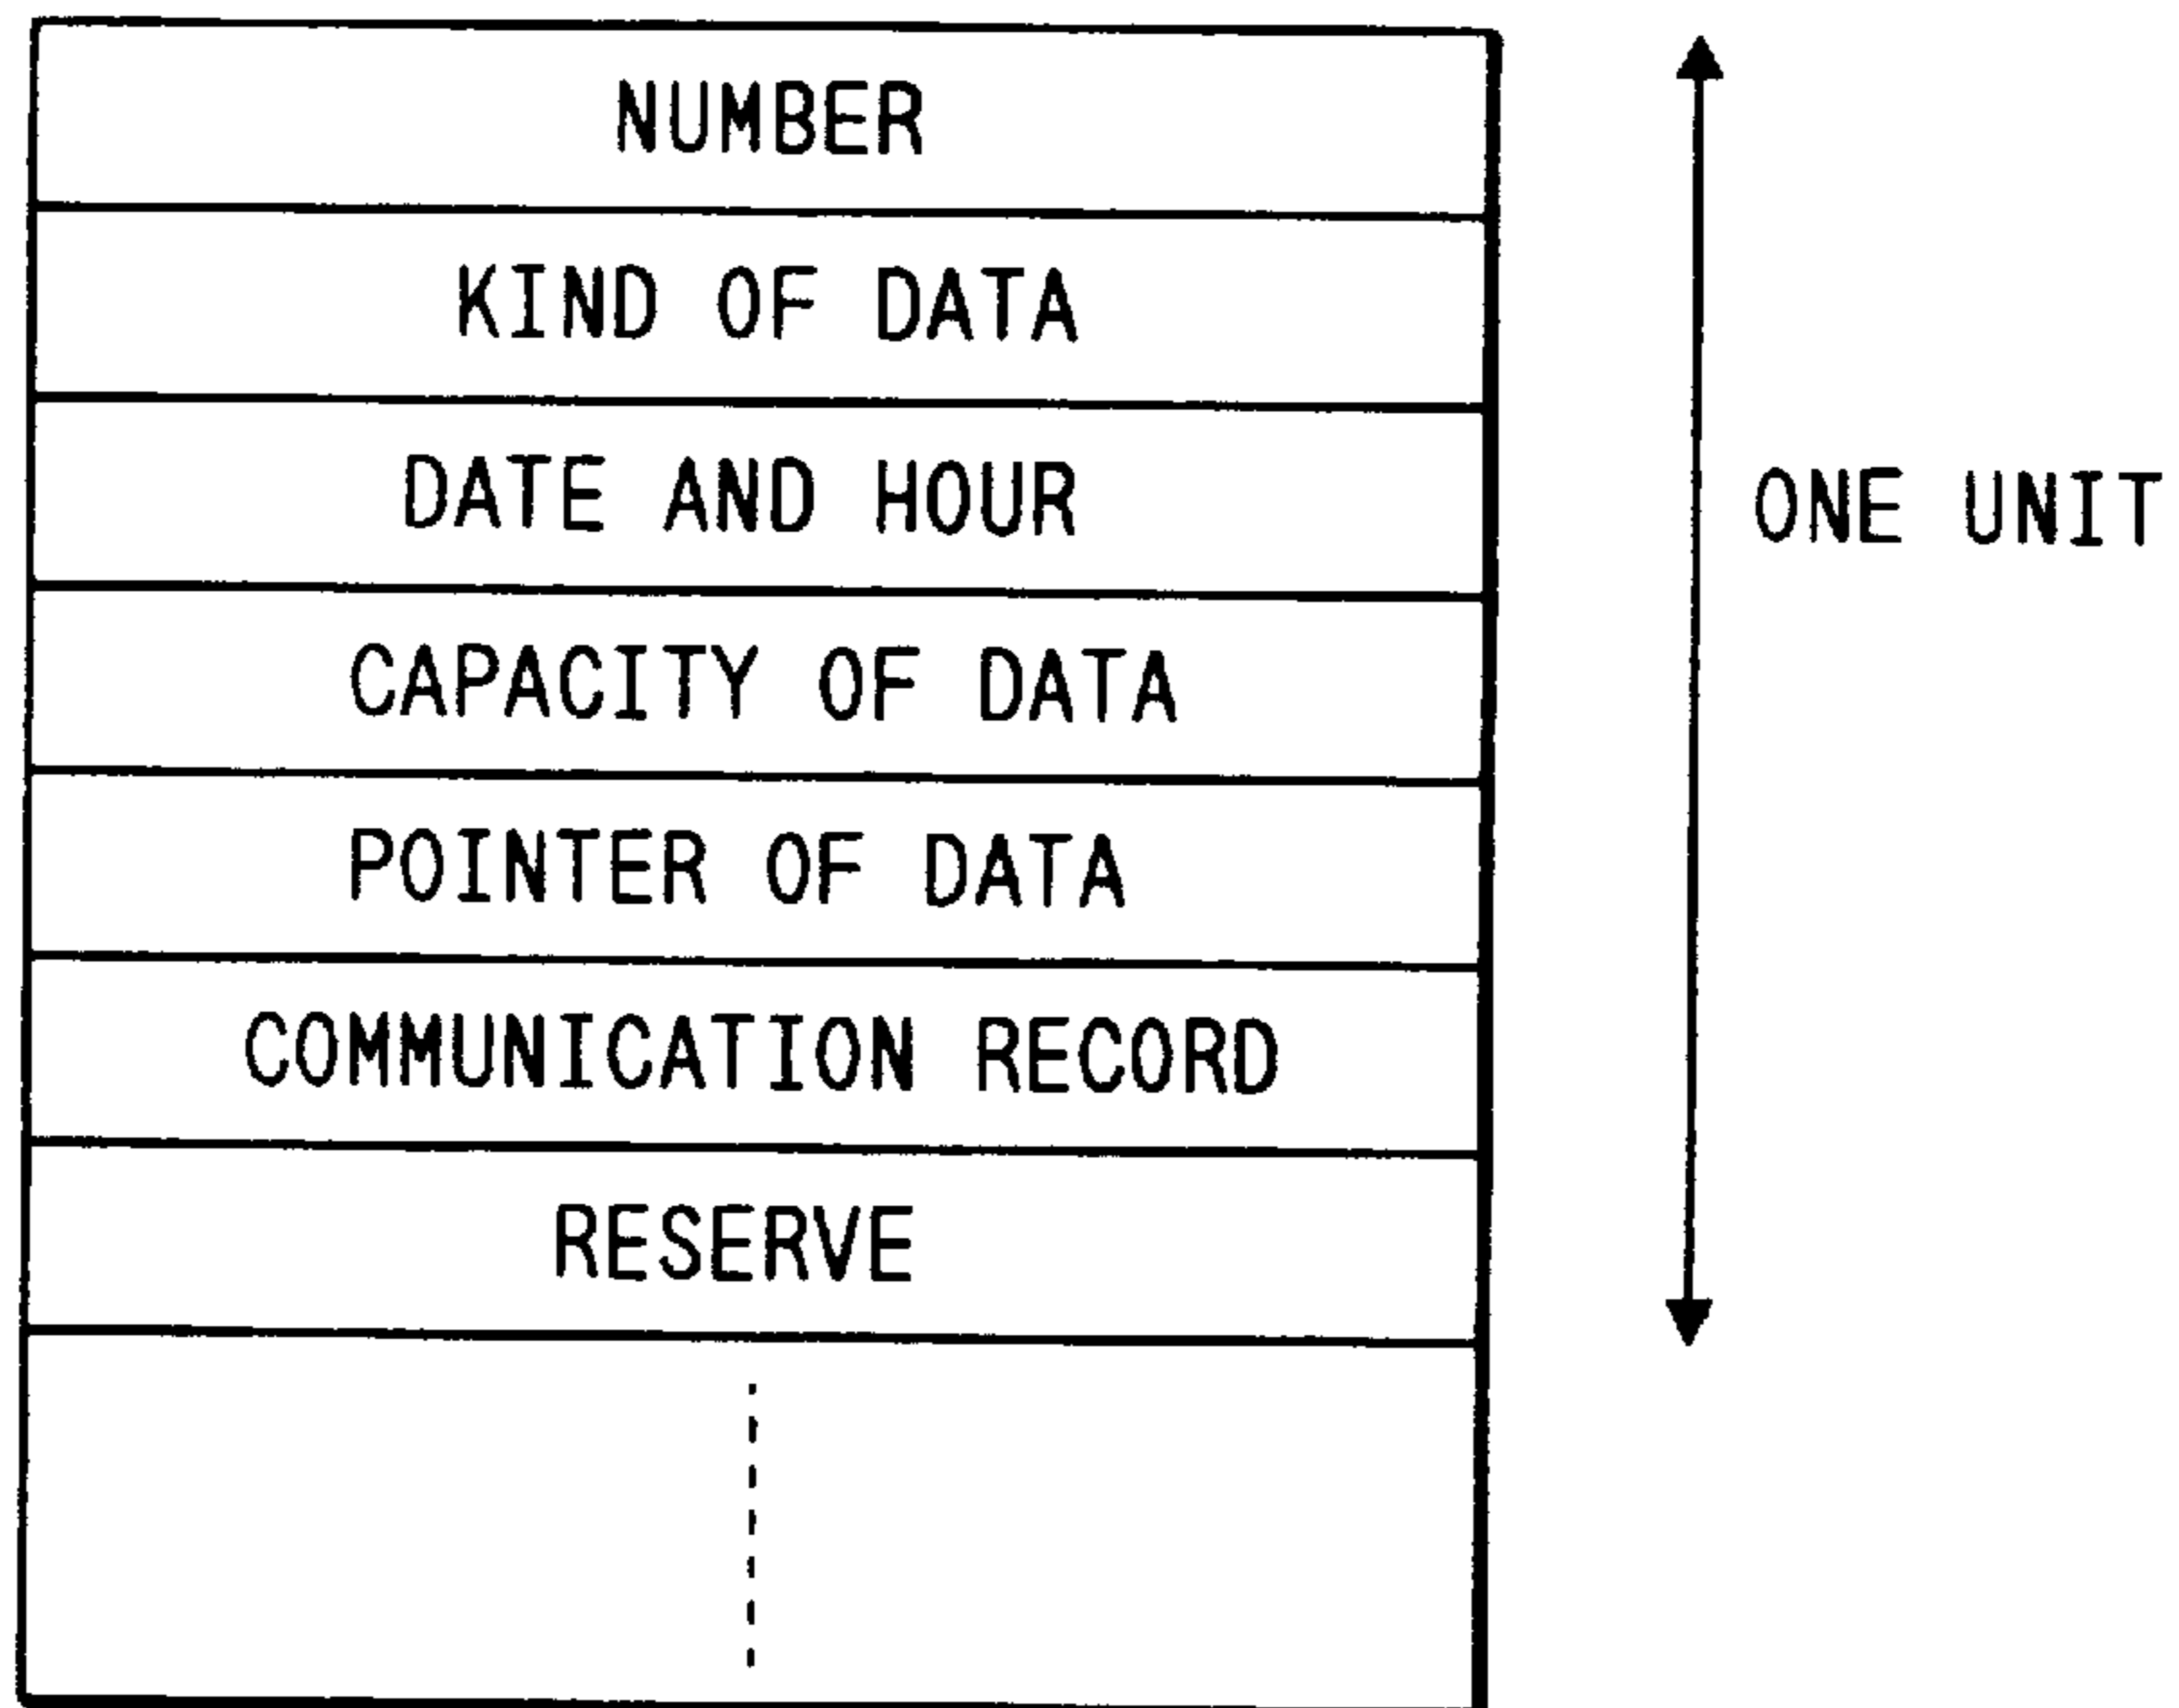 NUMBER
KIND OF DATA
DATE AND HOUR
ONE UNIT
CAPACITY OF DATA
POINTER OF DATA
COMMUNICATION RECORD
RESERVE